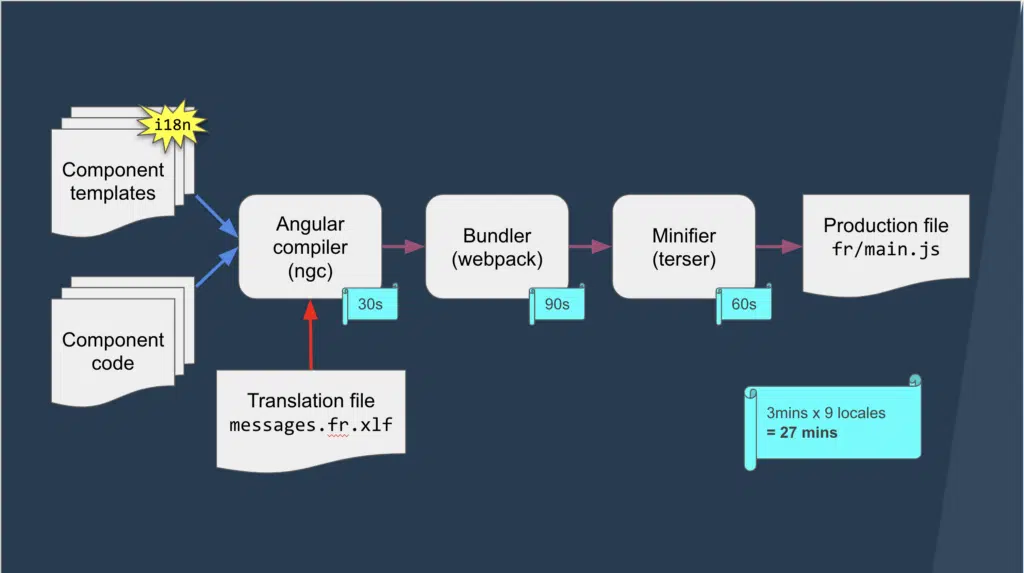 i18n
Component
templates
Component
code
Angular
compiler
(ngc)
30s
Translation file
messages.fr.xlf
Bundler
(webpack)
90s
Minifier
(terser)
60s
Production file
fr/main.js
3mins x 9 locales
= 27 mins